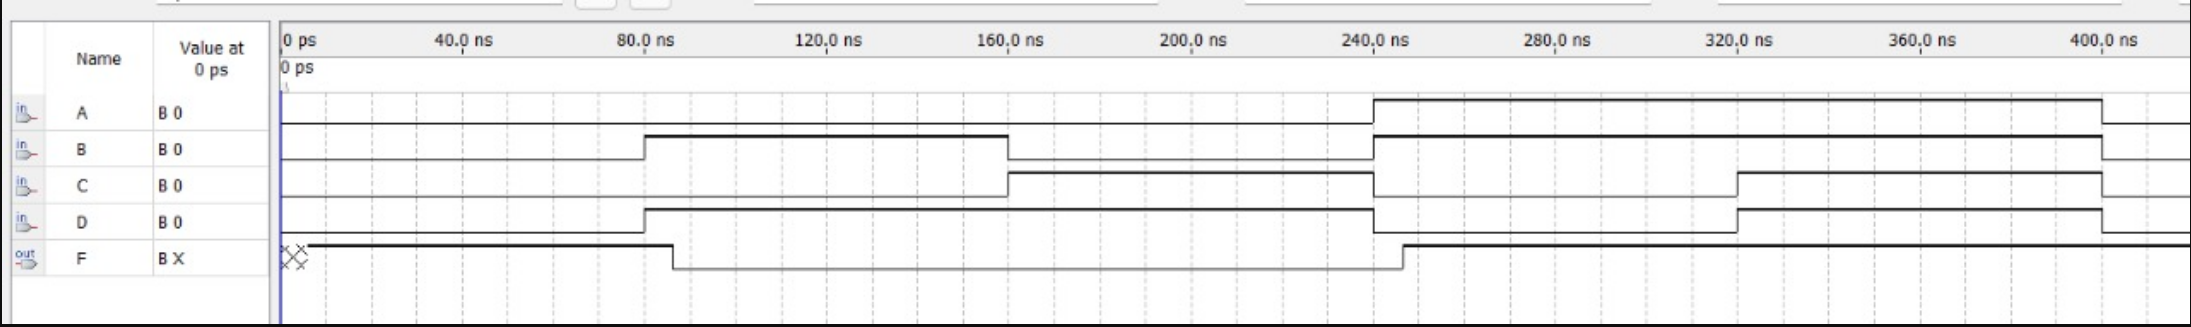 0 ps 40.0 ns 80.0 ns 120.0 ns 160.0 ns 200.0 ns 240.0 ns 280.0 ns 320.0 ns 360.0 ns 400.0 ns
Name Value at
0 ps
0 ps
in A B 0
in B B 0
in C B 0
in D B 0
out F B X